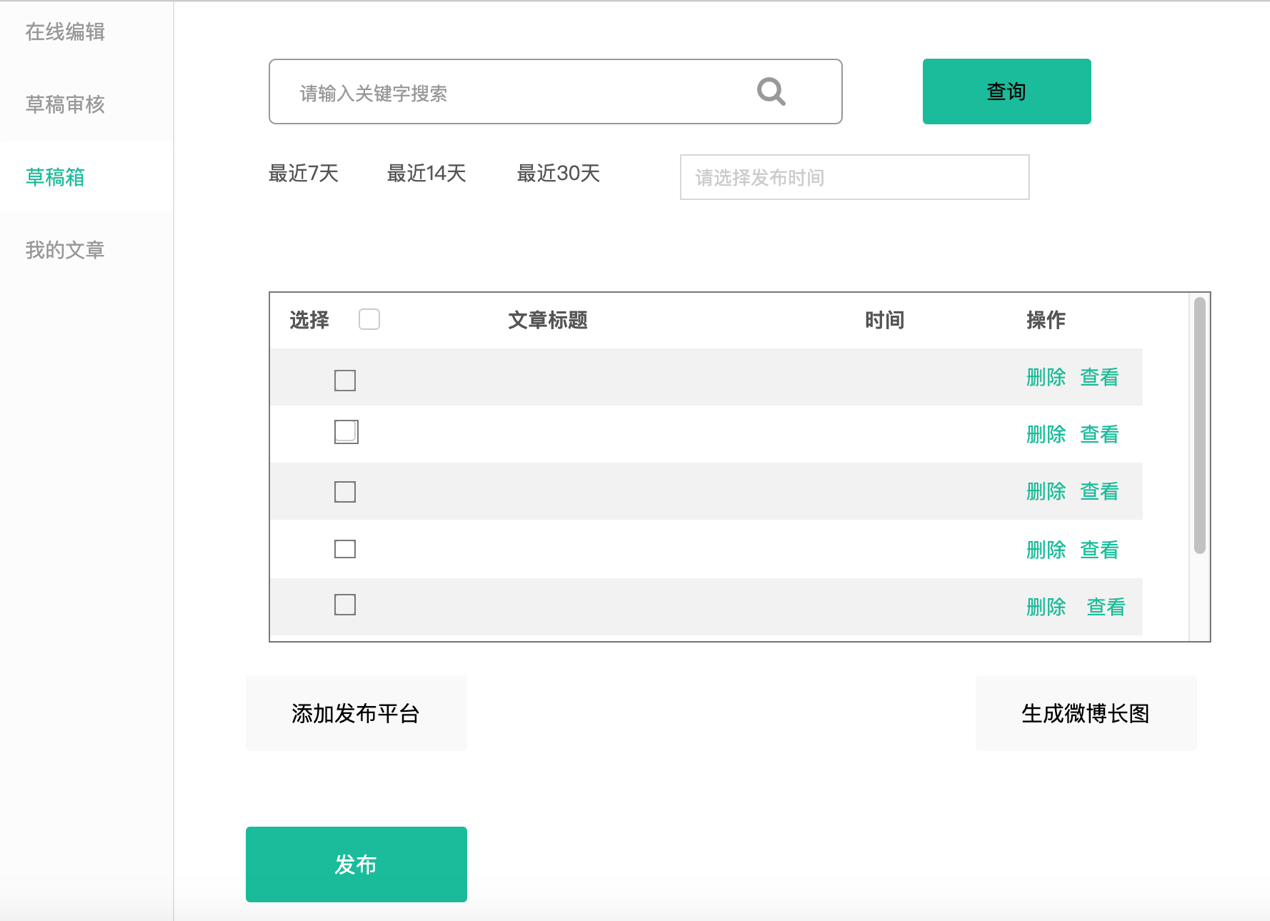 在线编辑
草稿审核
草稿箱
我的文章
请输入关键字搜索
查询
最近7天 最近14天 最近30天 请选择发布时间
选择 文章标题 时间 操作
删除 查看
删除 查看
删除 查看
删除 查看
删除 查看
添加发布平台 生成微博长图
发布